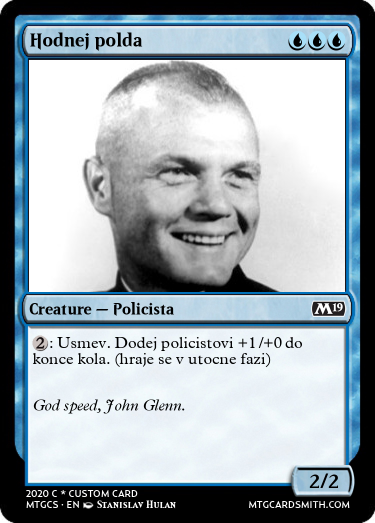 Hodnej polda
Creature — Policista
M19
2: Usmev. Dodej policistovi +1/+0 do
konce kola. (hraje se v utocne fazi)
God speed, John Glenn.
2/2
2020 C * CUSTOM CARD
MTGCS • EN Stanislav Hulan
MTGCARDSMITH.COM